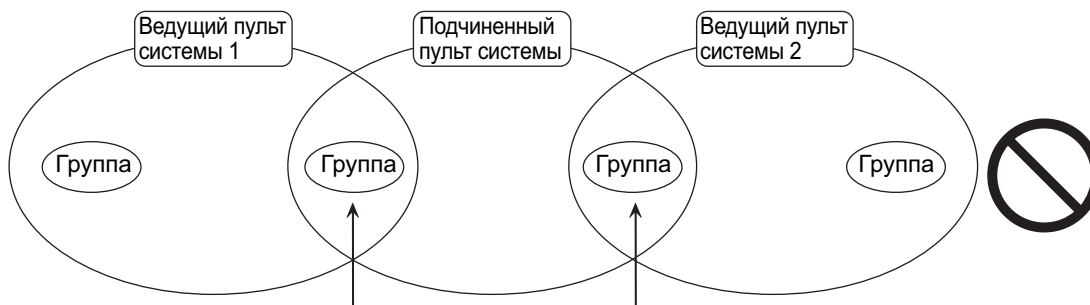 Ведущий пульт
системы 1
Подчиненный
пульт системы
Ведущий пульт
системы 2
Группа
Группа
Группа
Группа